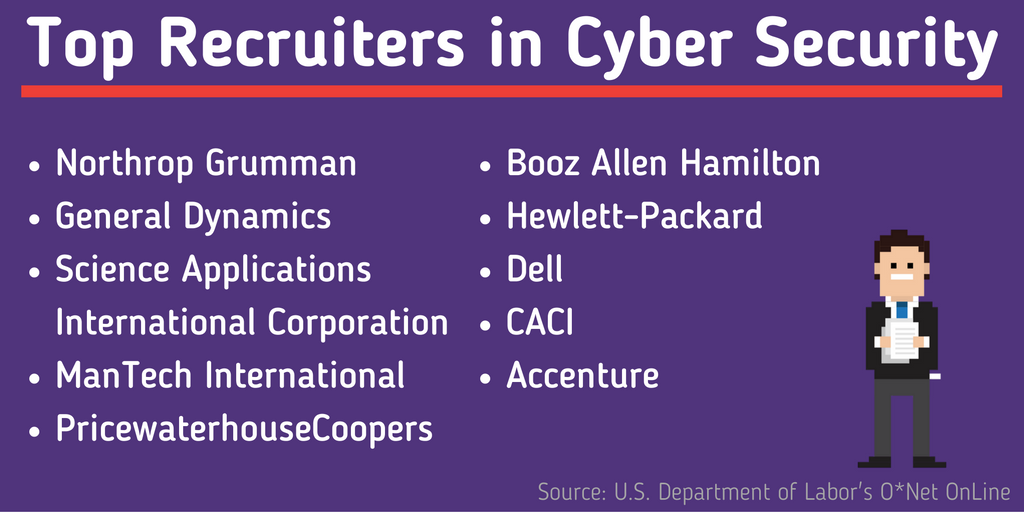 Top Recruiters in Cyber Security
• Northrop Grumman
• General Dynamics
• Science Applications
International Corporation
• ManTech International
• PricewaterhouseCoopers
• Booz Allen Hamilton
• Hewlett-Packard
• Dell
• CACI
• Accenture
Source: U.S. Department of Labor's O*Net OnLine